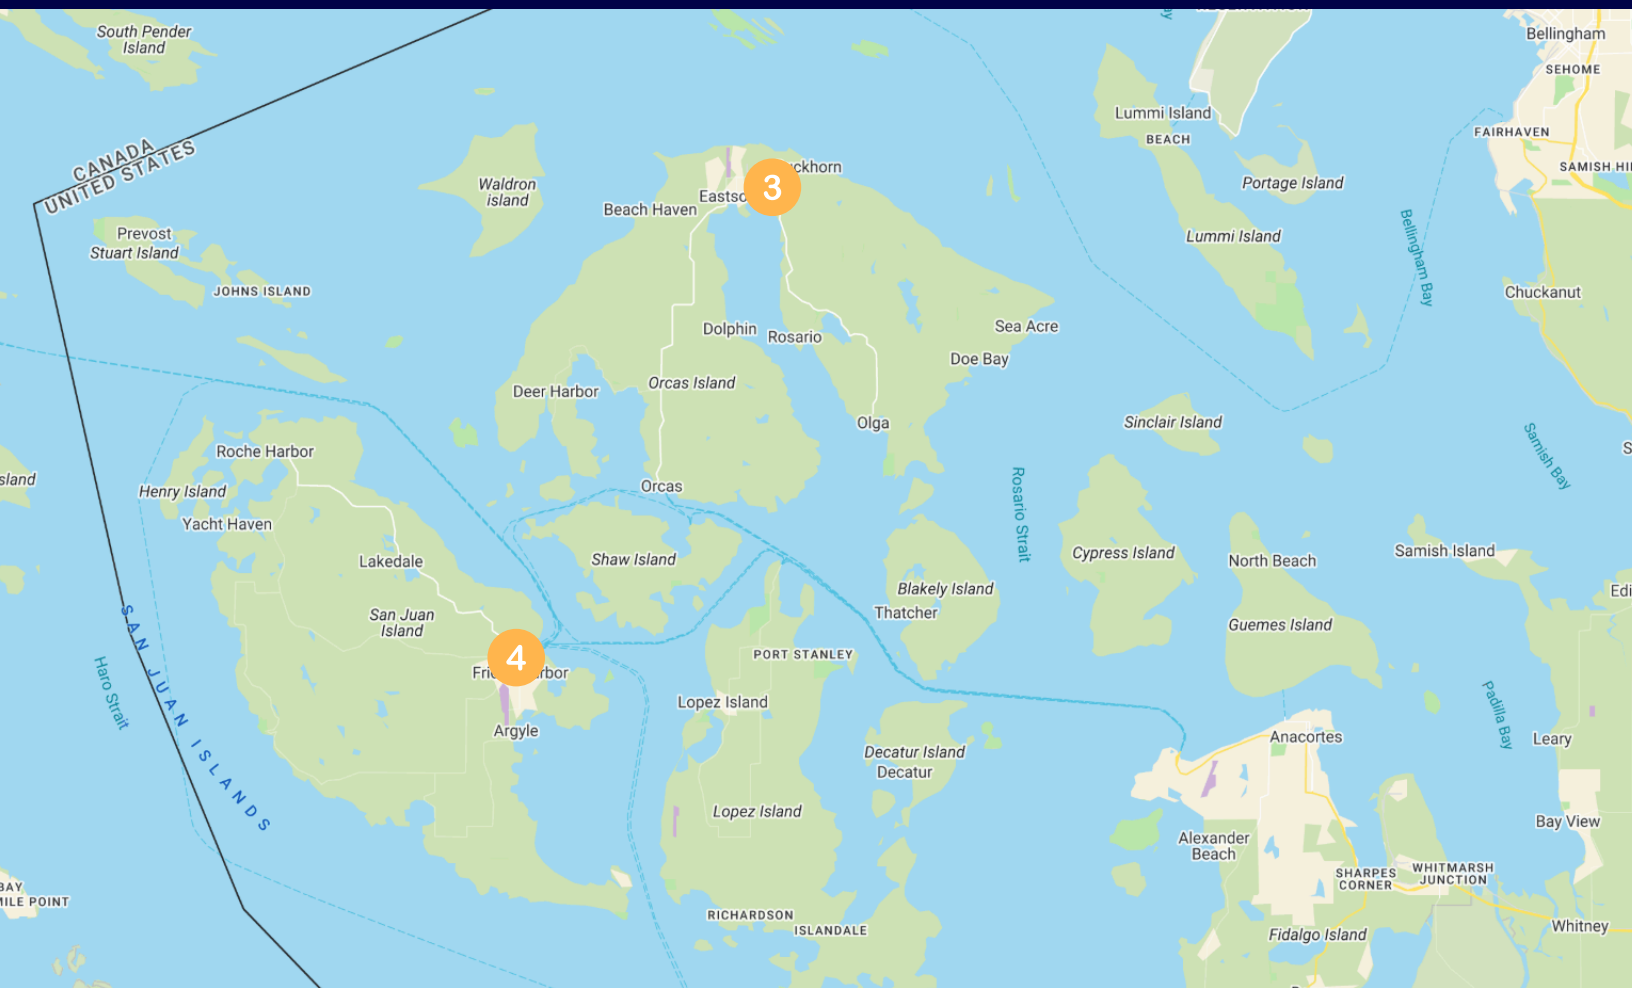 South Pender
Island
Bellingham
SEHOME
Lummi Island
BEACH
FAIRHAVEN
CANADA
UNITED STATES
SAMISH HI
3
ckhorn
Eastso
Waldron
island
Portage Island
Beach Haven
Prevost
Stuart Island
Lummi Island
Bellingham Bay
JOHNS ISLAND
Chuckanut
Dolphin
Rosario
Sea Acre
Doe Bay
Orcas Island
Deer Harbor
Olga
Sinclair Island
Roche Harbor
Samish Bay
sland
Henry Island
Orcas
Rosario Strait
Yacht Haven
Lakedale
Shaw Island
Cypress Island
North Beach
Samish Island
Blakely Island
Thatcher
Edi
San Juan
Island
Guemes Island
SAN JUAN ISLANDS
Haro Strait
4
Fri
rbor
PORT STANLEY
Lopez Island
Padilla Bay
Argyle
Anacortes
Leary
Decatur Island
Decatur
Lopez Island
Bay View
Alexander
Beach
SHARPES
CORNER
WHITMARSH
JUNCTION
BAY
MILE POINT
RICHARDSON
ISLANDALE
Whitney
Fidalgo Island